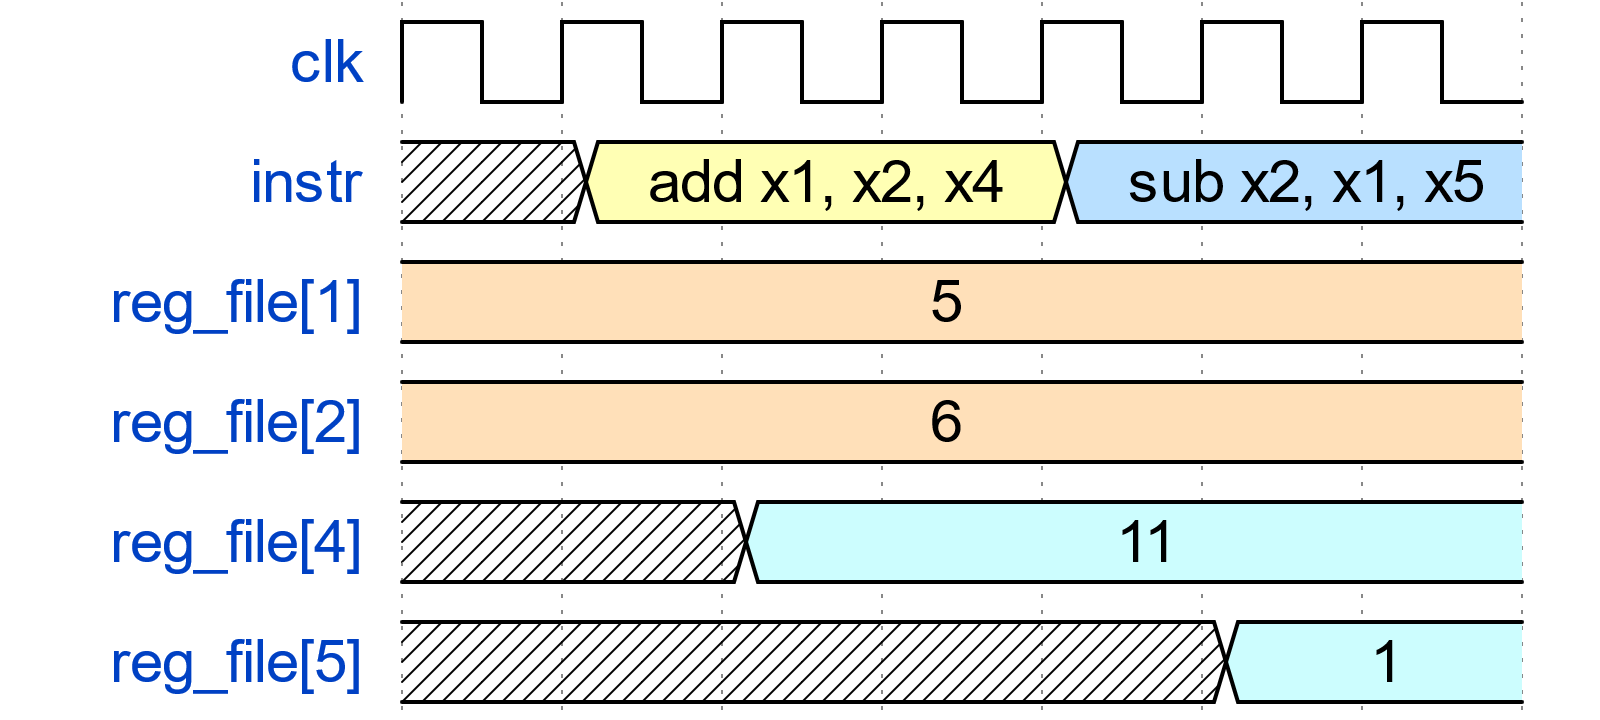 clk
instr add x1, x2, x4 sub x2, x1, x5
reg_file[1] 5
reg_file[2] 6
reg_file[4] 11
reg_file[5] 1